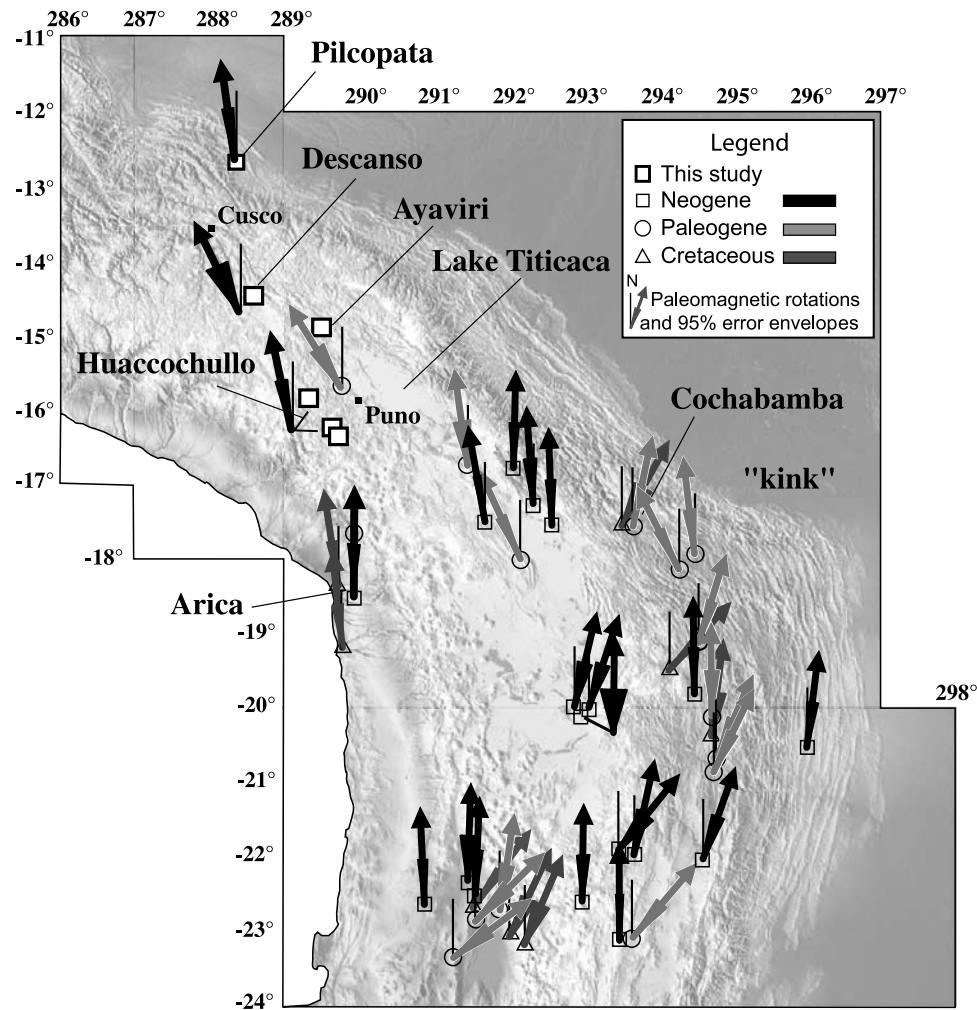 286° 287° 288° 289°
-11°
Pilcopata
290° 291° 292° 293° 294° 295° 296° 297°
-12°
Legend
This study
Neogene
Paleogene
Cretaceous
N
Paleomagnetic rotations
and 95% error envelopes
Descanso
-13°
Ayaviri
Cusco
-14°
Lake Titicaca
-15°
Huaccochullo
Puno
-16°
Cochabamba
"kink"
-17°
-18°
Arica
-19°
298°
-20°
-21°
-22°
-23°
-24°